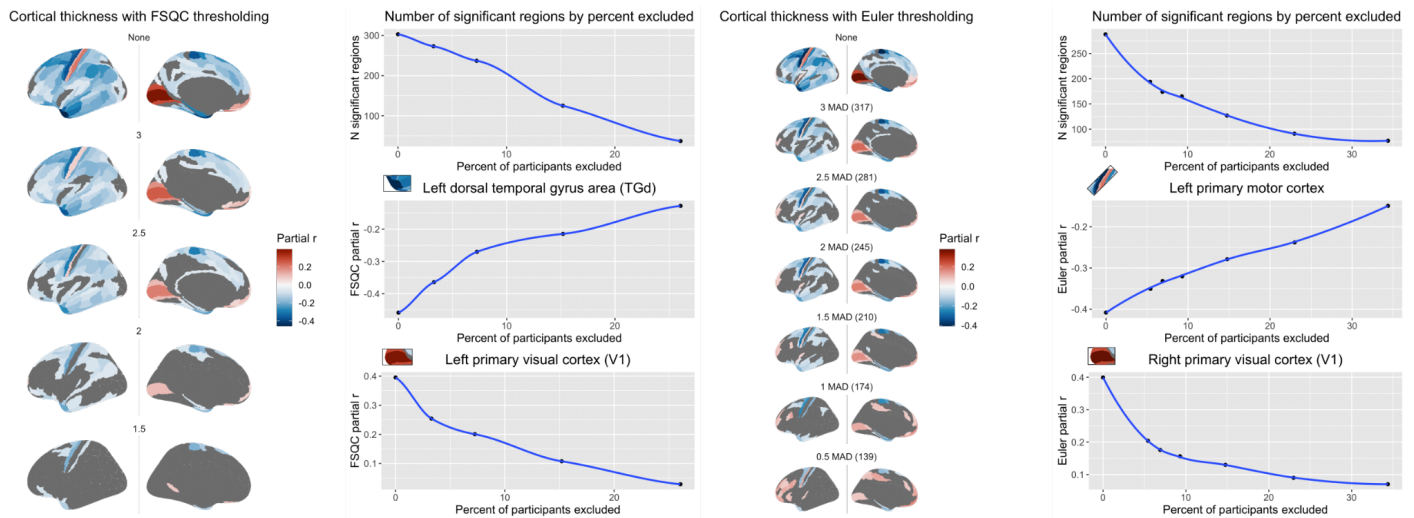 Cortical thickness with FSQC thresholding
None
3
2.5
2
1.5
Partial r
0.2
0.0
-0.2
-0.4
Number of significant regions by percent excluded
N significant regions
300
200
100
0
10
20
Percent of participants excluded
Left dorsal temporal gyrus area (TGd)
FSQC partial r
-0.2
-0.3
-0.4
0
10
20
Percent of participants excluded
Left primary visual cortex (V1)
FSQC partial r
0.4
0.3
0.2
0.1
0
10
20
Percent of participants excluded
Cortical thickness with Euler thresholding
None
3 MAD (317)
2.5 MAD (281)
2 MAD (245)
1.5 MAD (210)
1 MAD (174)
0.5 MAD (139)
Partial r
0.2
0.0
-0.2
-0.4
Number of significant regions by percent excluded
N significant regions
250
200
150
100
0
10
20
30
Percent of participants excluded
Left primary motor cortex
Euler partial r
-0.2
-0.3
-0.4
0
10
20
30
Percent of participants excluded
Right primary visual cortex (V1)
Euler partial r
0.4
0.3
0.2
0.1
0
10
20
30
Percent of participants excluded